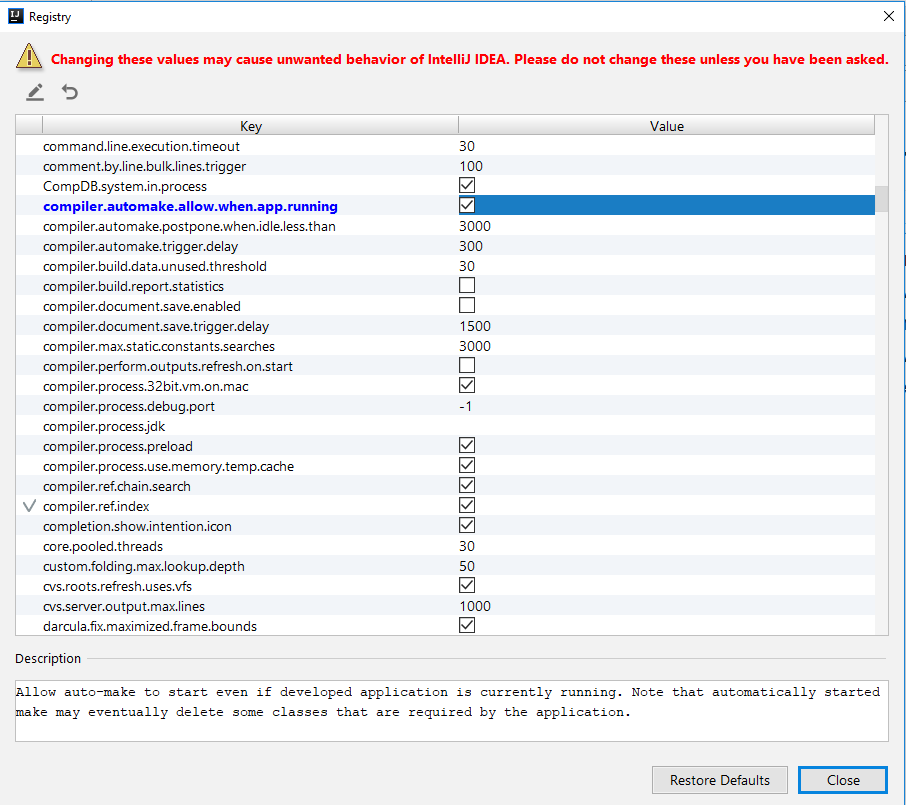 Registry
Changing these values may cause unwanted behavior of IntelliJ IDEA. Please do not change these unless you have been asked.
Key Value
command.line.execution.timeout 30
comment.by.line.bulk.lines.trigger 100
CompDB.system.in.process
compiler.automake.allow.when.app.running
compiler.automake.postpone.when.idle.less.than 3000
compiler.automake.trigger.delay 300
compiler.build.data.unused.threshold 30
compiler.build.report.statistics
compiler.document.save.enabled
compiler.document.save.trigger.delay 1500
compiler.max.static.constants.searches 3000
compiler.perform.outputs.refresh.on.start
compiler.process.32bit.vm.on.mac
compiler.process.debug.port -1
compiler.process.jdk
compiler.process.preload
compiler.process.use.memory.temp.cache
compiler.ref.chain.search
compiler.ref.index
completion.show.intention.icon
core.pooled.threads 30
custom.folding.max.lookup.depth 50
cvs.roots.refresh.uses.vfs
cvs.server.output.max.lines 1000
darcula.fix.maximized.frame.bounds
Description
Allow auto-make to start even if developed application is currently running. Note that automatically started
make may eventually delete some classes that are required by the application.
Restore Defaults Close